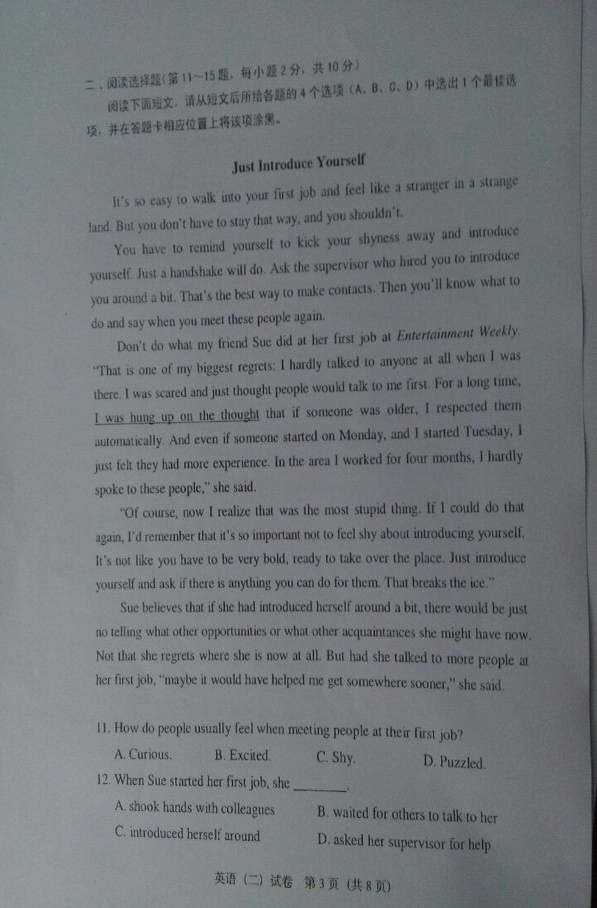 二、阅读选择题(第11～15题，每小题2分，共10分)
阅读下面短文，请从短文后所给各题的4个选项(A、B、C、D)中选出1个最佳选
项，并在答题卡相应位置上将该项涂黑。
Just Introduce Yourself
It's so easy to walk into your first job and feel like a stranger in a strange
land. But you don't have to stay that way, and you shouldn't.
You have to remind yourself to kick your shyness away and introduce
yourself. Just a handshake will do. Ask the supervisor who hired you to introduce
you around a bit. That's the best way to make contacts. Then you'll know what to
do and say when you meet these people again.
Don't do what my friend Sue did at her first job at Entertainment Weekly.
“That is one of my biggest regrets: I hardly talked to anyone at all when I was
there. I was scared and just thought people would talk to me first. For a long time,
I was hung up on the thought that if someone was older, I respected them
automatically. And even if someone started on Monday, and I started Tuesday, I
just felt they had more experience. In the area I worked for four months, I hardly
spoke to these people,” she said.
“Of course, now I realize that was the most stupid thing. If I could do that
again, I'd remember that it's so important not to feel shy about introducing yourself.
It's not like you have to be very bold, ready to take over the place. Just introduce
yourself and ask if there is anything you can do for them. That breaks the ice.”
Sue believes that if she had introduced herself around a bit, there would be just
no telling what other opportunities or what other acquaintances she might have now.
Not that she regrets where she is now at all. But had she talked to more people at
her first job, “maybe it would have helped me get somewhere sooner,” she said.
11. How do people usually feel when meeting people at their first job?
A. Curious. B. Excited. C. Shy. D. Puzzled.
12. When Sue started her first job, she ________.
A. shook hands with colleagues B. waited for others to talk to her
C. introduced herself around D. asked her supervisor for help
英语（二）试卷 第3页（共8页）